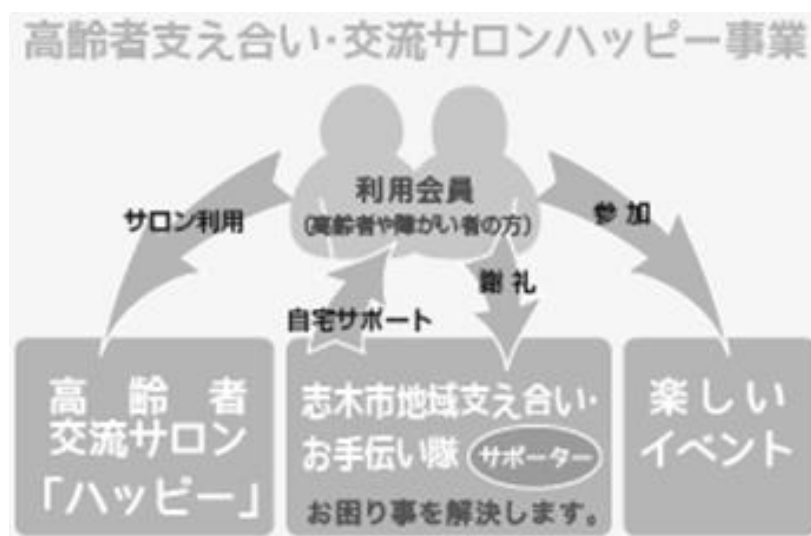 高齢者支え合い・交流サロンハッピー事業
利用会員
(高齢者や障がい者の方)
サロン利用
参加
謝礼
自宅サポート
高齢者
交流サロン
「ハッピー」
志木市地域支え合い・
お手伝い隊 サポーター
お困り事を解決します。
楽しい
イベント